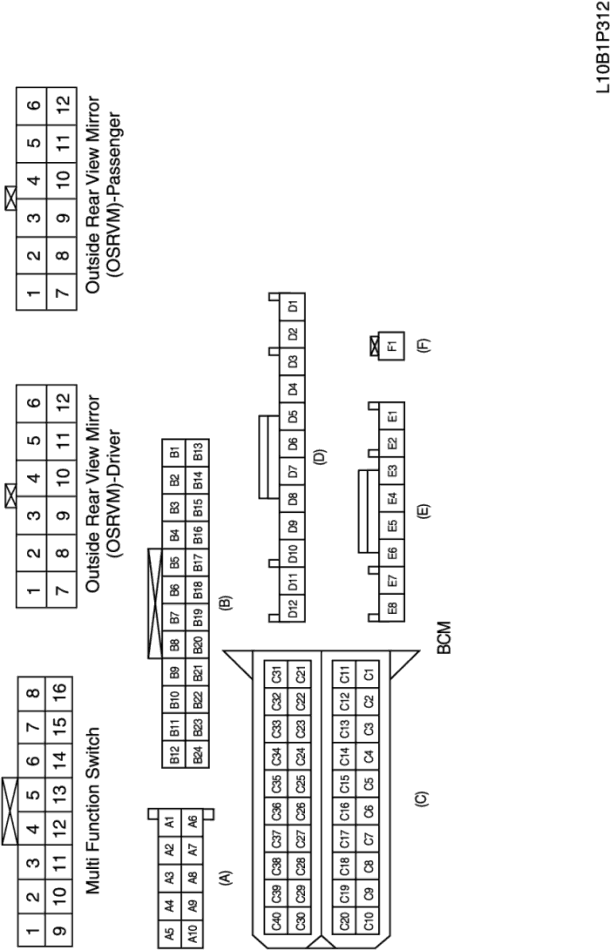 1 2 3 4 5 6 7 8
9 10 11 12 13 14 15 16
Multi Function Switch
1 2 3 4 5 6
7 8 9 10 11 12
Outside Rear View Mirror
(OSRVM)-Driver
1 2 3 4 5 6
7 8 9 10 11 12
Outside Rear View Mirror
(OSRVM)-Passenger
A5 A4 A3 A2 A1
A10 A9 A8 A7 A6
(A)
B12 B11 B10 B9 B8 B7 B6 B5 B4 B3 B2 B1
B24 B23 B22 B21 B20 B19 B18 B17 B16 B15 B14 B13
(B)
C40 C39 C38 C37 C36 C35 C34 C33 C32 C31
C30 C29 C28 C27 C26 C25 C24 C23 C22 C21
C20 C19 C18 C17 C16 C15 C14 C13 C12 C11
C10 C9 C8 C7 C6 C5 C4 C3 C2 C1
(C)
D12 D11 D10 D9 D8 D7 D6 D5 D4 D3 D2 D1
(D)
E8 E7 E6 E5 E4 E3 E2 E1
(E)
F1
(F)
BCM
L10B1P312